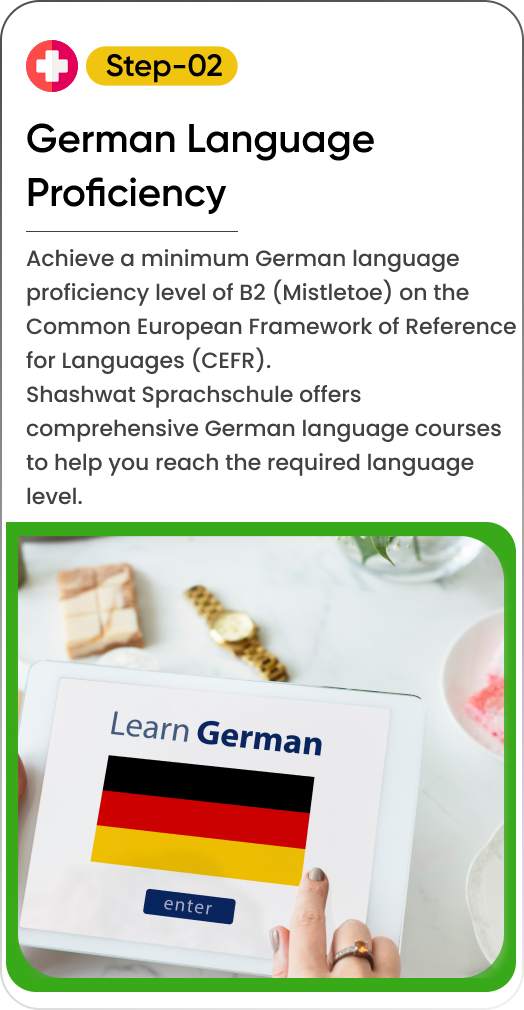 Step-02
German Language
Proficiency
Achieve a minimum German language
proficiency level of B2 (Mistletoe) on the
Common European Framework of Reference
for Languages (CEFR).
Shashwat Sprachschule offers
comprehensive German language courses
to help you reach the required language
level.
Learn German
enter